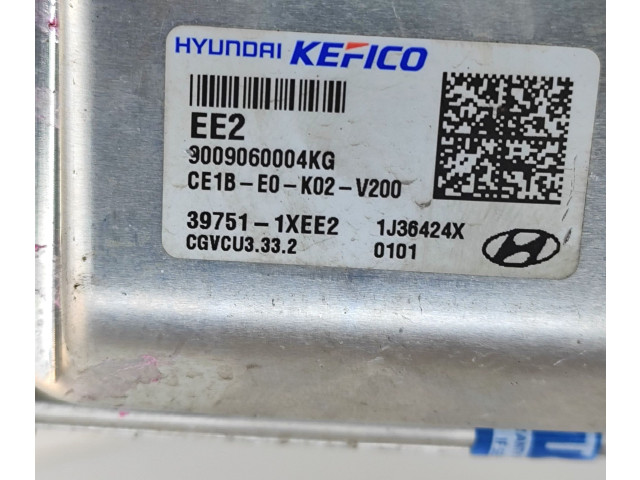 HYUNDAI KEFICO
EE2
9009060004KG
CE1B-E0-K02-V200
39751-1XEE2 1J36424X
CGVCU3.33.2 0101